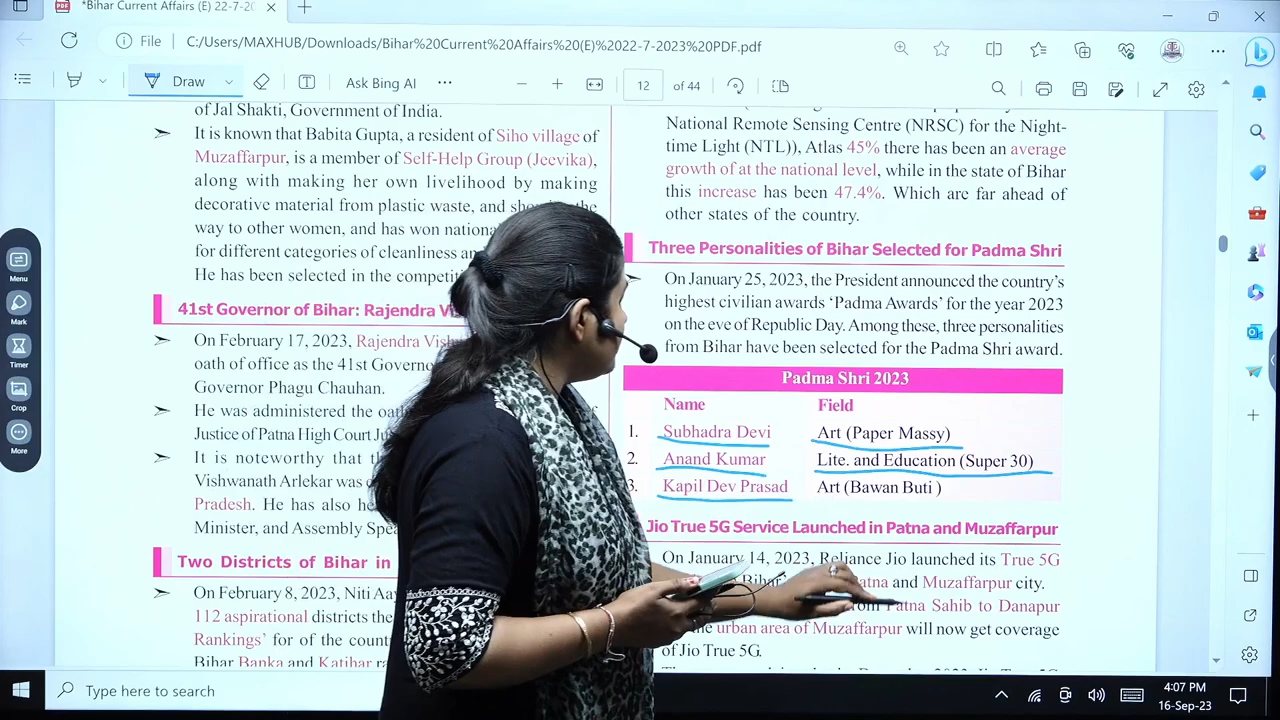 *Bihar Current Affairs (E) 22-7-20
File
C:/Users/MAXHUB/Downloads/Bihar%20Current%20Affairs%20(E)%2022-7-2023%20PDF.pdf
Draw
Ask Bing AI
12 of 44
of Jal Shakti, Government of India.
➢ It is known that Babita Gupta, a resident of Siho village of
Muzaffarpur, is a member of Self-Help Group (Jeevika),
along with making her own livelihood by making
decorative material from plastic waste, and showing the
way to other women, and has won national
for different categories of cleanliness
He has been selected in the
41st Governor of Bihar: Rajendra
➢ On February 17, 2023, Rajendra
oath of office as the 41st
Governor Phagu Chauhan.
➢ He was administered the of
Justice of Patna High Court
➢ It is noteworthy that
Vishwanath Arlekar was
Pradesh. He has also
Minister, and Assembly
Two Districts of Bihar in
➢ On February 8, 2023, Niti
112 aspirational districts the
Rankings’ for of the
Bihar Banka and Katihar
National Remote Sensing Centre (NRSC) for the Night-
time Light (NTL)), Atlas 45% there has been an average
growth of at the national level, while in the state of Bihar
this increase has been 47.4%. Which are far ahead of
other states of the country.
Three Personalities of Bihar Selected for Padma Shri
➢ On January 25, 2023, the President announced the country's
highest civilian awards ‘Padma Awards’ for the year 2023
on the eve of Republic Day. Among these, three personalities
from Bihar have been selected for the Padma Shri award.
Padma Shri 2023
Name Field
1. Subhadra Devi Art (Paper Massy)
2. Anand Kumar Lite. and Education (Super 30)
3. Kapil Dev Prasad Art (Bawan Buti )
Jio True 5G Service Launched in Patna and Muzaffarpur
On January 14, 2023, Reliance Jio launched its True 5G
Bihar's and Muzaffarpur city.
Patna Sahib to Danapur
urban area of Muzaffarpur will now get coverage
of Jio True 5G.
Menu
Mark
Timer
Crop
More
Type here to search
4:07 PM
16-Sep-23